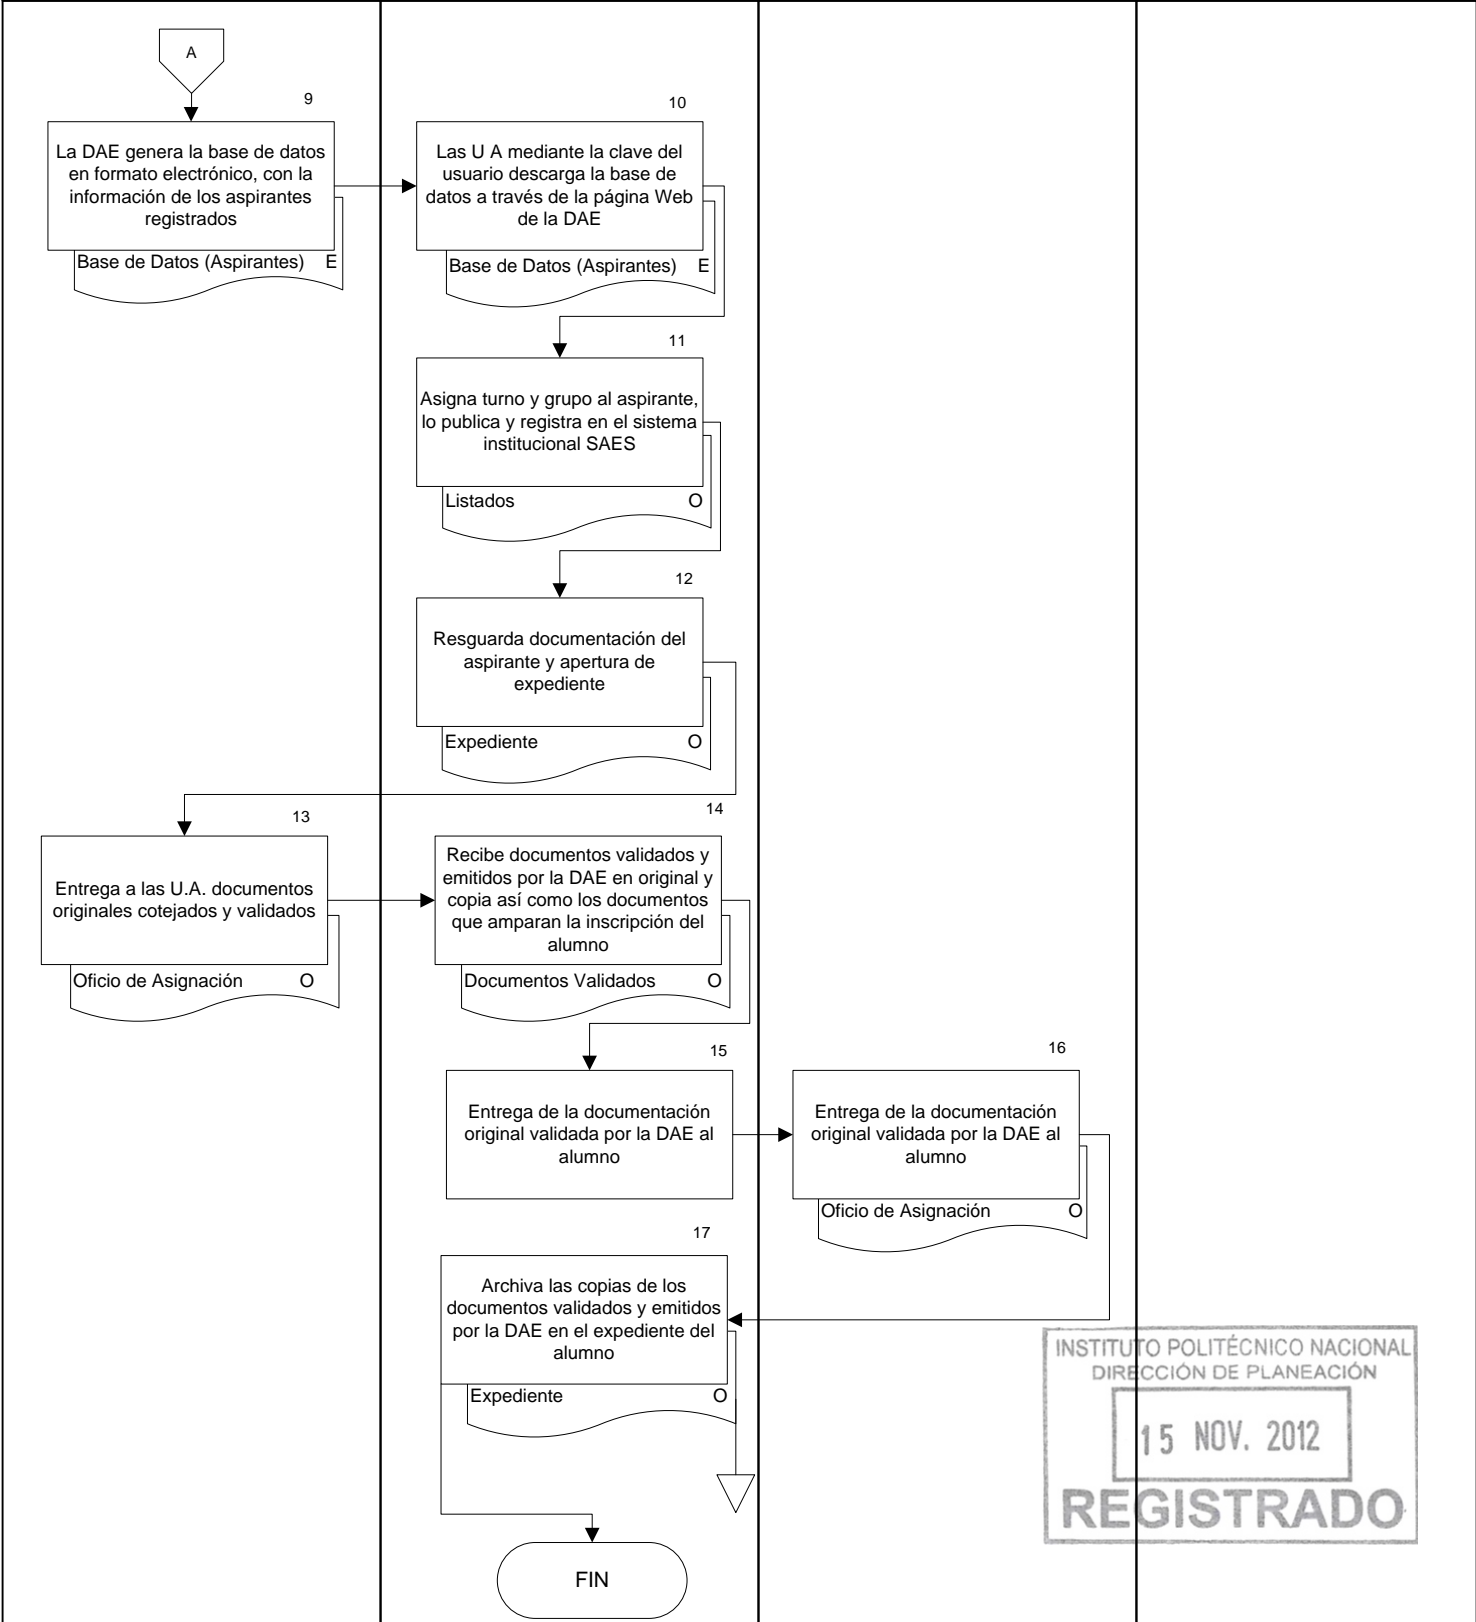 A
9
La DAE genera la base de datos
en formato electrónico, con la
información de los aspirantes
registrados
Base de Datos (Aspirantes) E
10
Las U A mediante la clave del
usuario descarga la base de
datos a través de la página Web
de la DAE
Base de Datos (Aspirantes) E
11
Asigna turno y grupo al aspirante,
lo publica y registra en el sistema
institucional SAES
Listados O
12
Resguarda documentación del
aspirante y apertura de
expediente
Expediente O
13
Entrega a las U.A. documentos
originales cotejados y validados
Oficio de Asignación O
14
Recibe documentos validados y
emitidos por la DAE en original y
copia así como los documentos
que amparan la inscripción del
alumno
Documentos Validados O
15
Entrega de la documentación
original validada por la DAE al
alumno
16
Entrega de la documentación
original validada por la DAE al
alumno
Oficio de Asignación O
17
Archiva las copias de los
documentos validados y emitidos
por la DAE en el expediente del
alumno
Expediente O
FIN
INSTITUTO POLITÉCNICO NACIONAL
DIRECCIÓN DE PLANEACIÓN
15 NOV. 2012
REGISTRADO